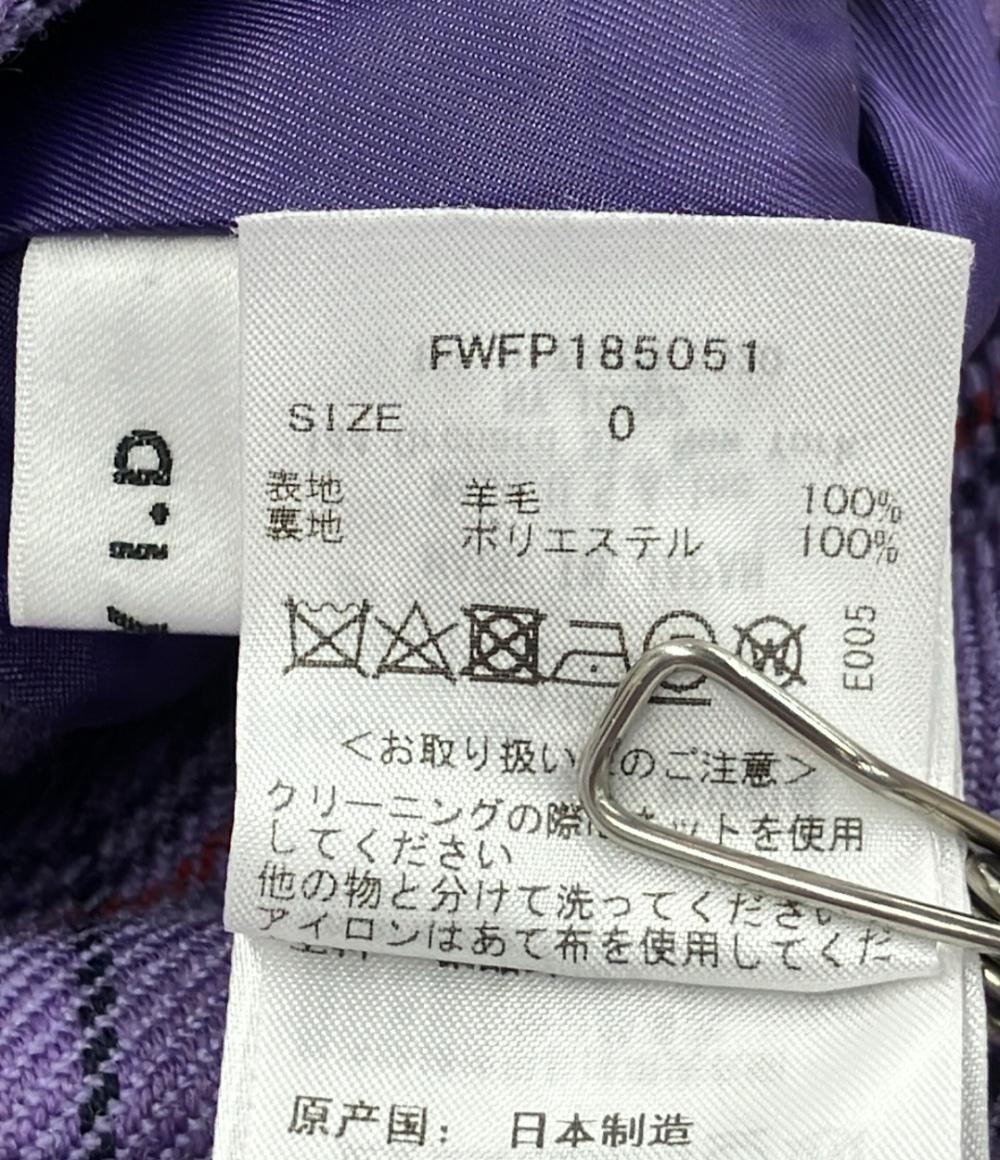 i.D
FWFP185051
SIZE 0
表地 羊毛 100%
裏地 ポリエステル 100%
E005
<お取り扱い のご注意>
クリーニングの際 ネットを使用
してください
他の物と分けて洗ってください
アイロンはあて布を使用してくだ
原产国： 日本制造